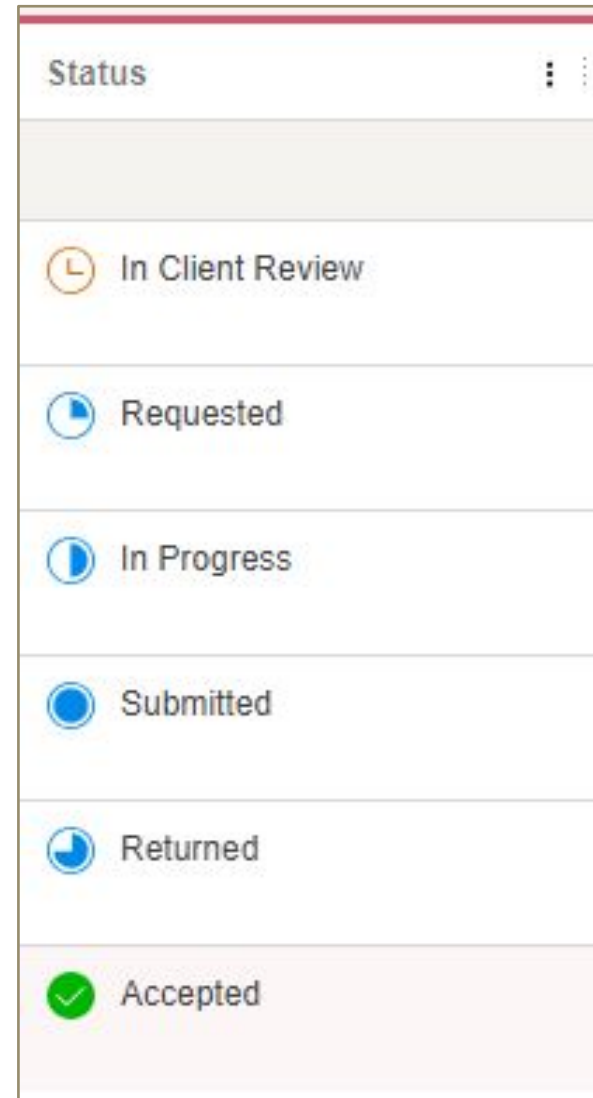 Status
In Client Review
Requested
In Progress
Submitted
Returned
Accepted